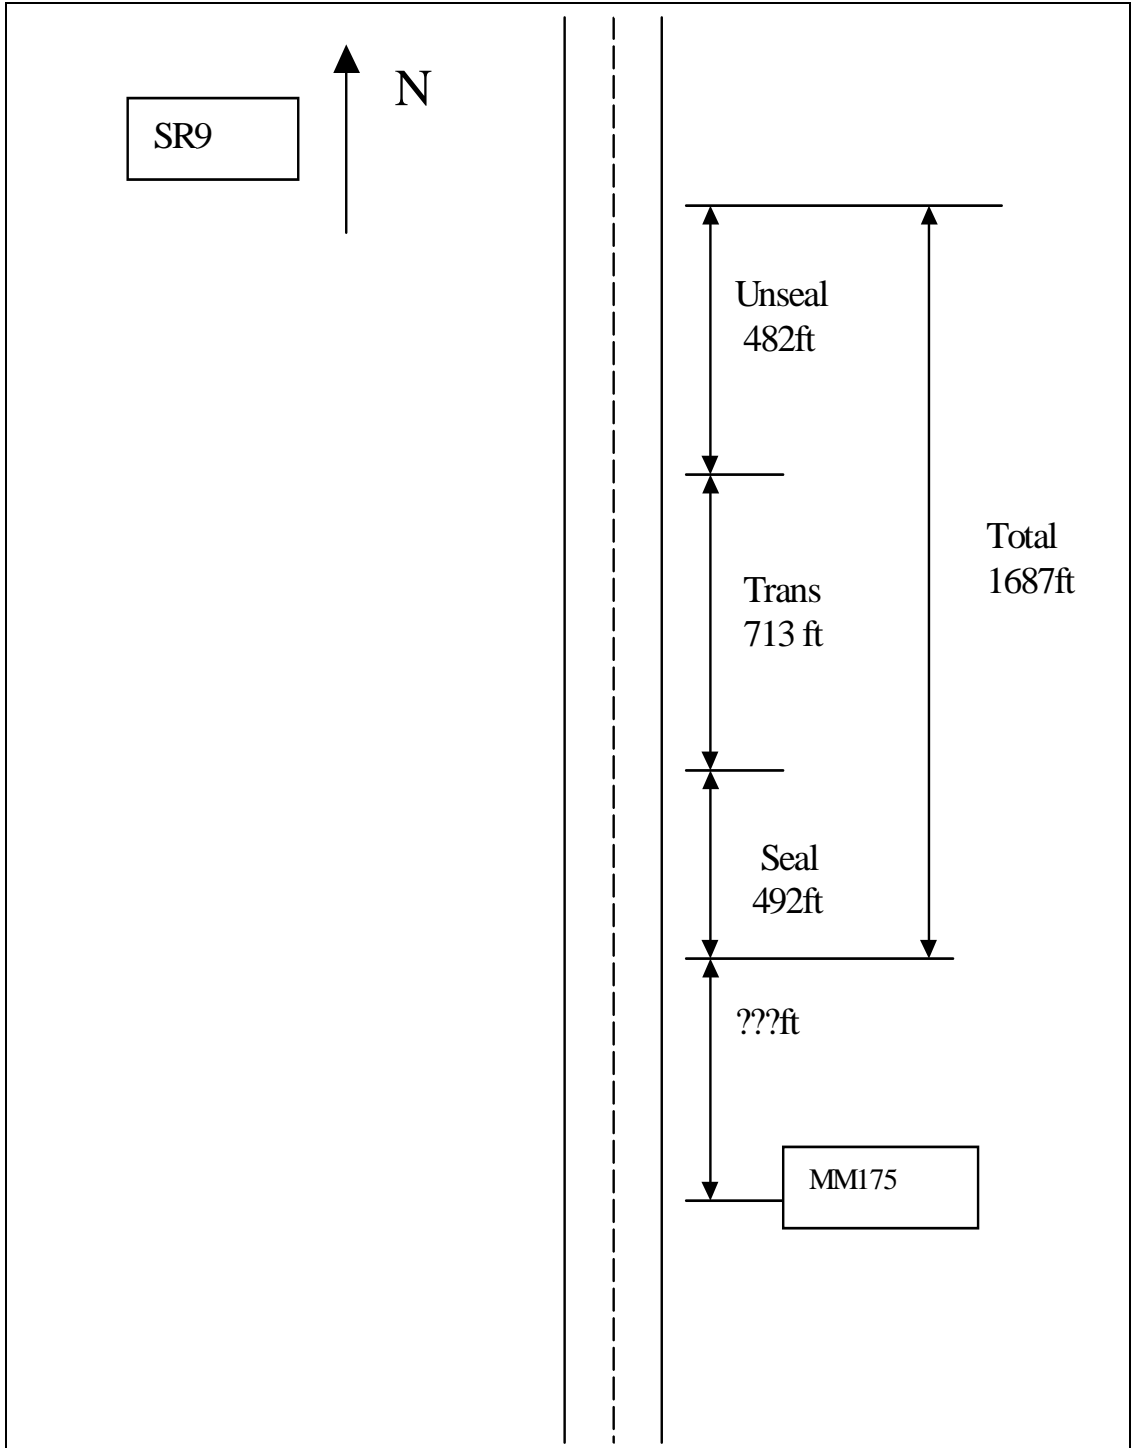 N
SR9
Unseal
482ft
Total
1687ft
Trans
713 ft
Seal
492ft
???ft
MM175